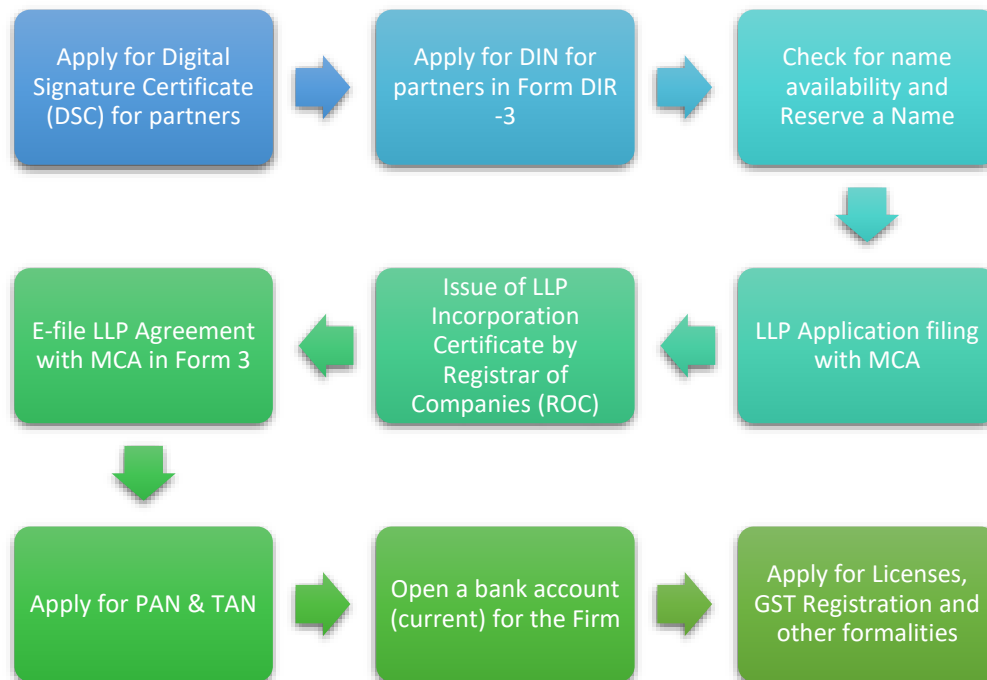 Apply for Digital
Signature Certificate
(DSC) for partners
Apply for DIN for
partners in Form DIR
-3
Check for name
availability and
Reserve a Name
LLP Application filing
with MCA
Issue of LLP
Incorporation
Certificate by
Registrar of
Companies (ROC)
E-file LLP Agreement
with MCA in Form 3
Apply for PAN & TAN
Open a bank account
(current) for the Firm
Apply for Licenses,
GST Registration and
other formalities